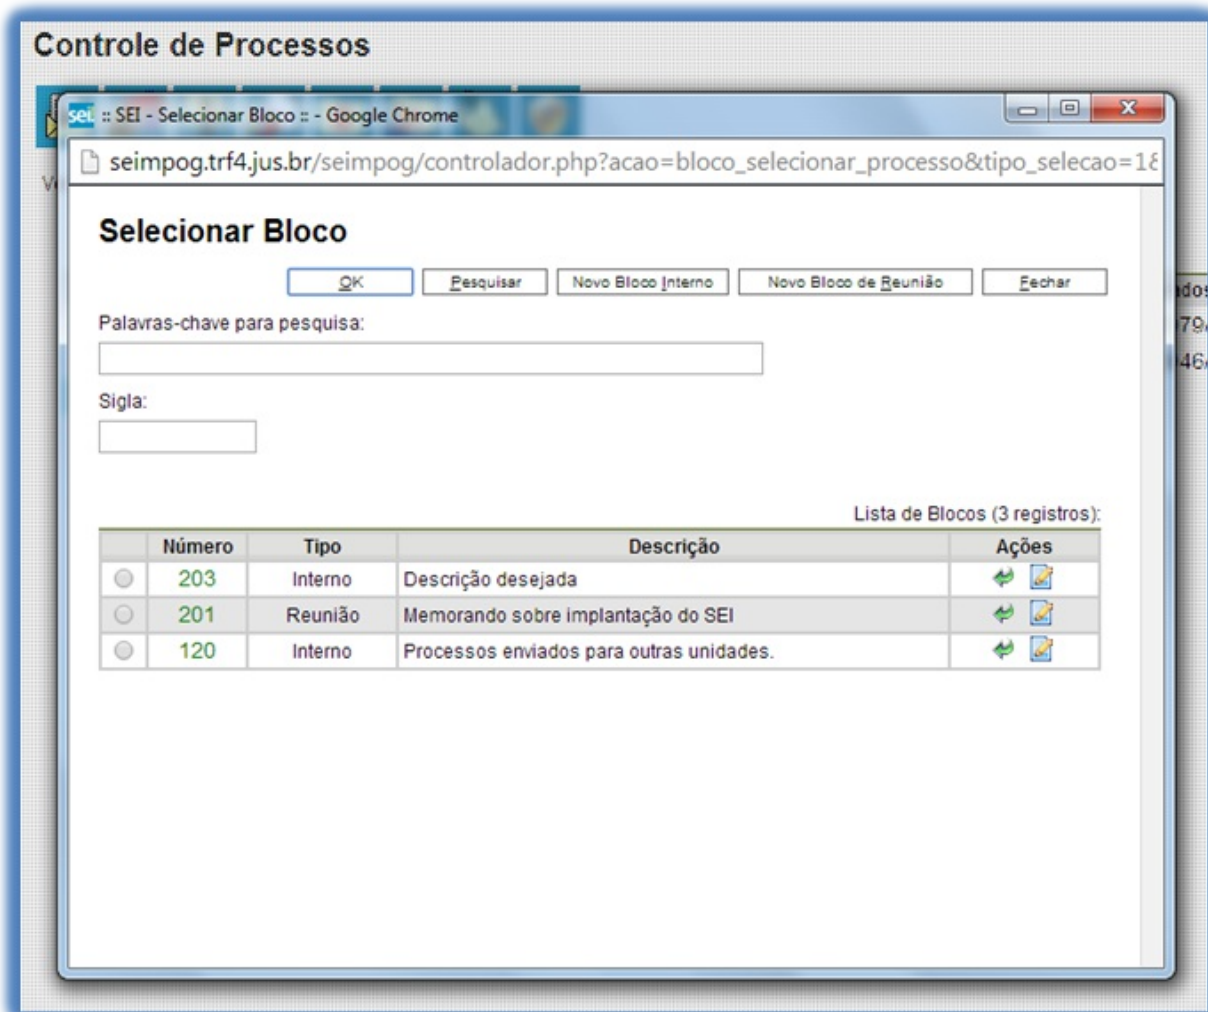 Controle de Processos
sei. :: SEI - Selecionar Bloco :: - Google Chrome
seimpog.trf4.jus.br/seimpog/controlador.php?acao=bloco_selecionar_processo&tipo_selecao=1&
Selecionar Bloco
OK Pesquisar Novo Bloco Interno Novo Bloco de Reunião Fechar
Palavras-chave para pesquisa:
Sigla:
Lista de Blocos (3 registros):
Número Tipo Descrição Ações
203 Interno Descrição desejada
201 Reunião Memorando sobre implantação do SEI
120 Interno Processos enviados para outras unidades.